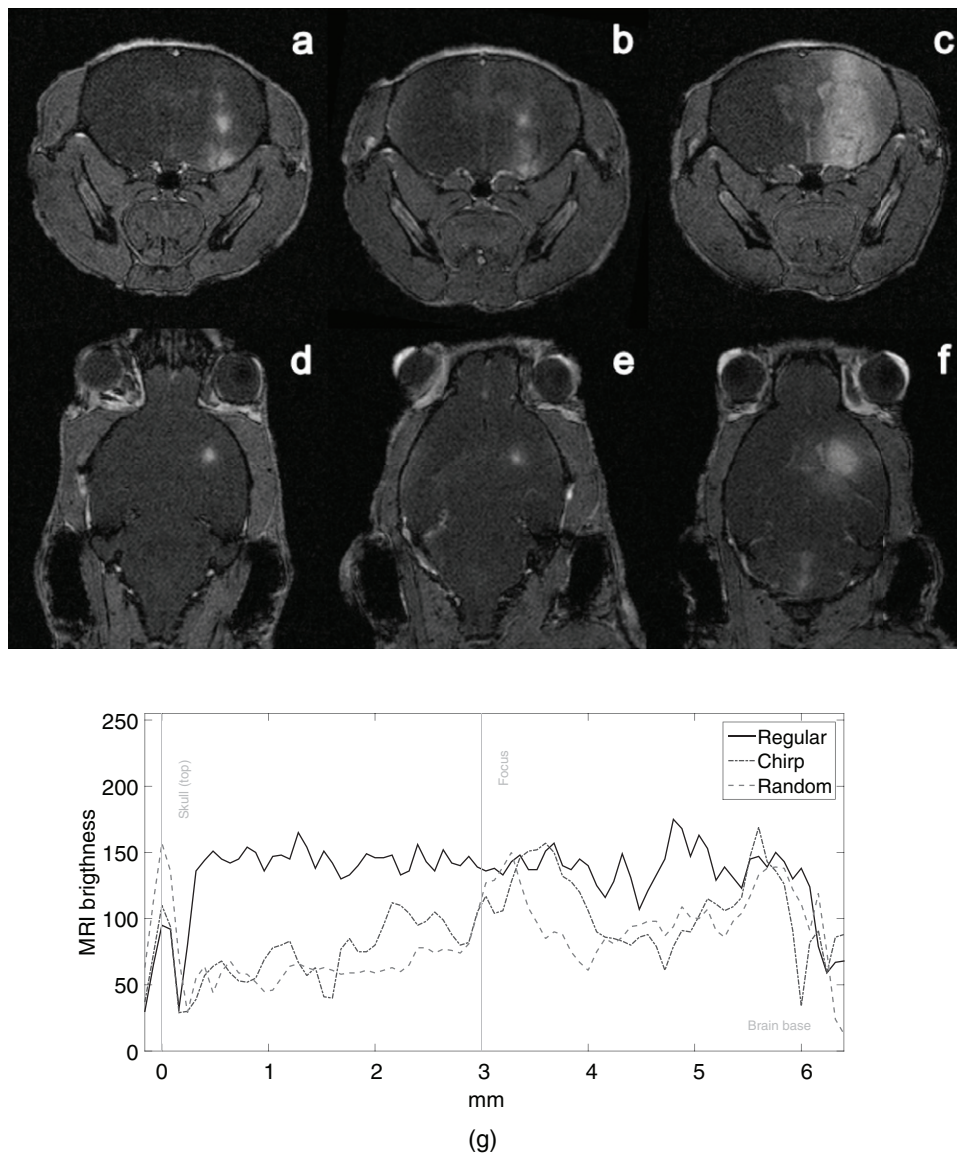 a
b
c
d
e
f
250
200
150
100
50
0
MRI brigthness
Skull (top)
Focus
Regular
Chirp
Random
Brain base
0
1
2
3
4
5
6
mm
(g)